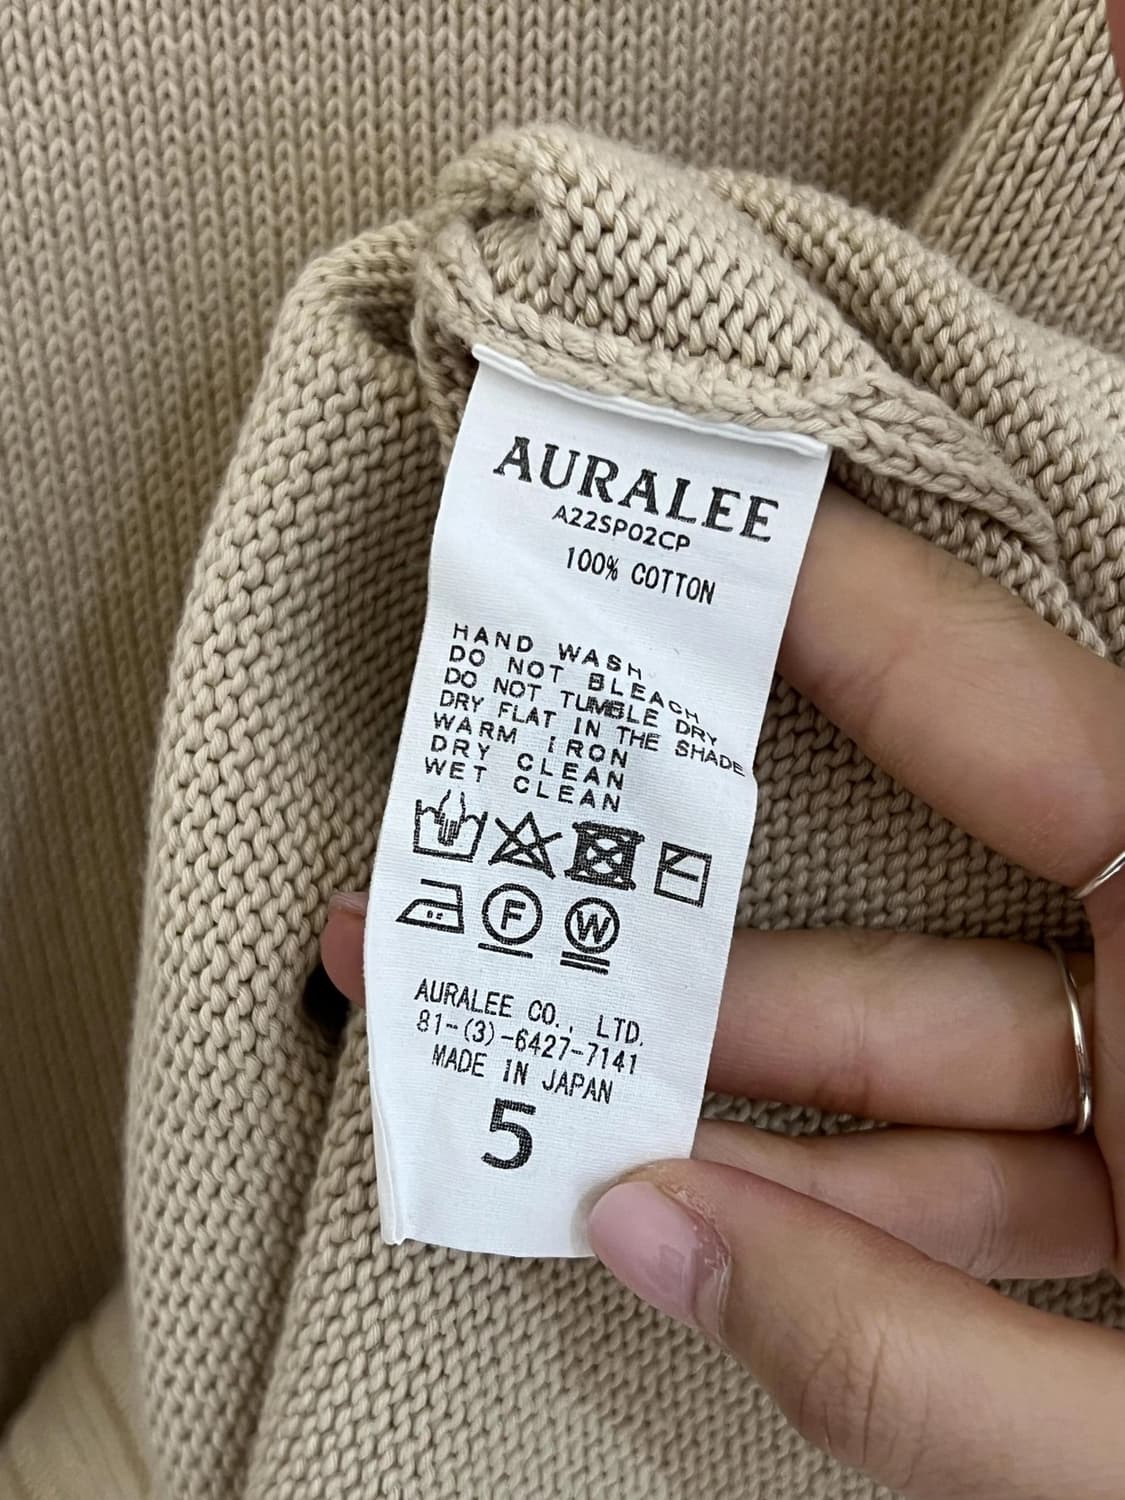 AURALEE
A22SP02CP
100% COTTON
HAND WASH
DO NOT BLEACH
DO NOT TUMBLE DRY
DRY FLAT IN THE SHADE
WARM IRON
DRY CLEAN
WET CLEAN
F
W
AURALEE CO., LTD.
81-(3)-6427-7141
MADE IN JAPAN
5